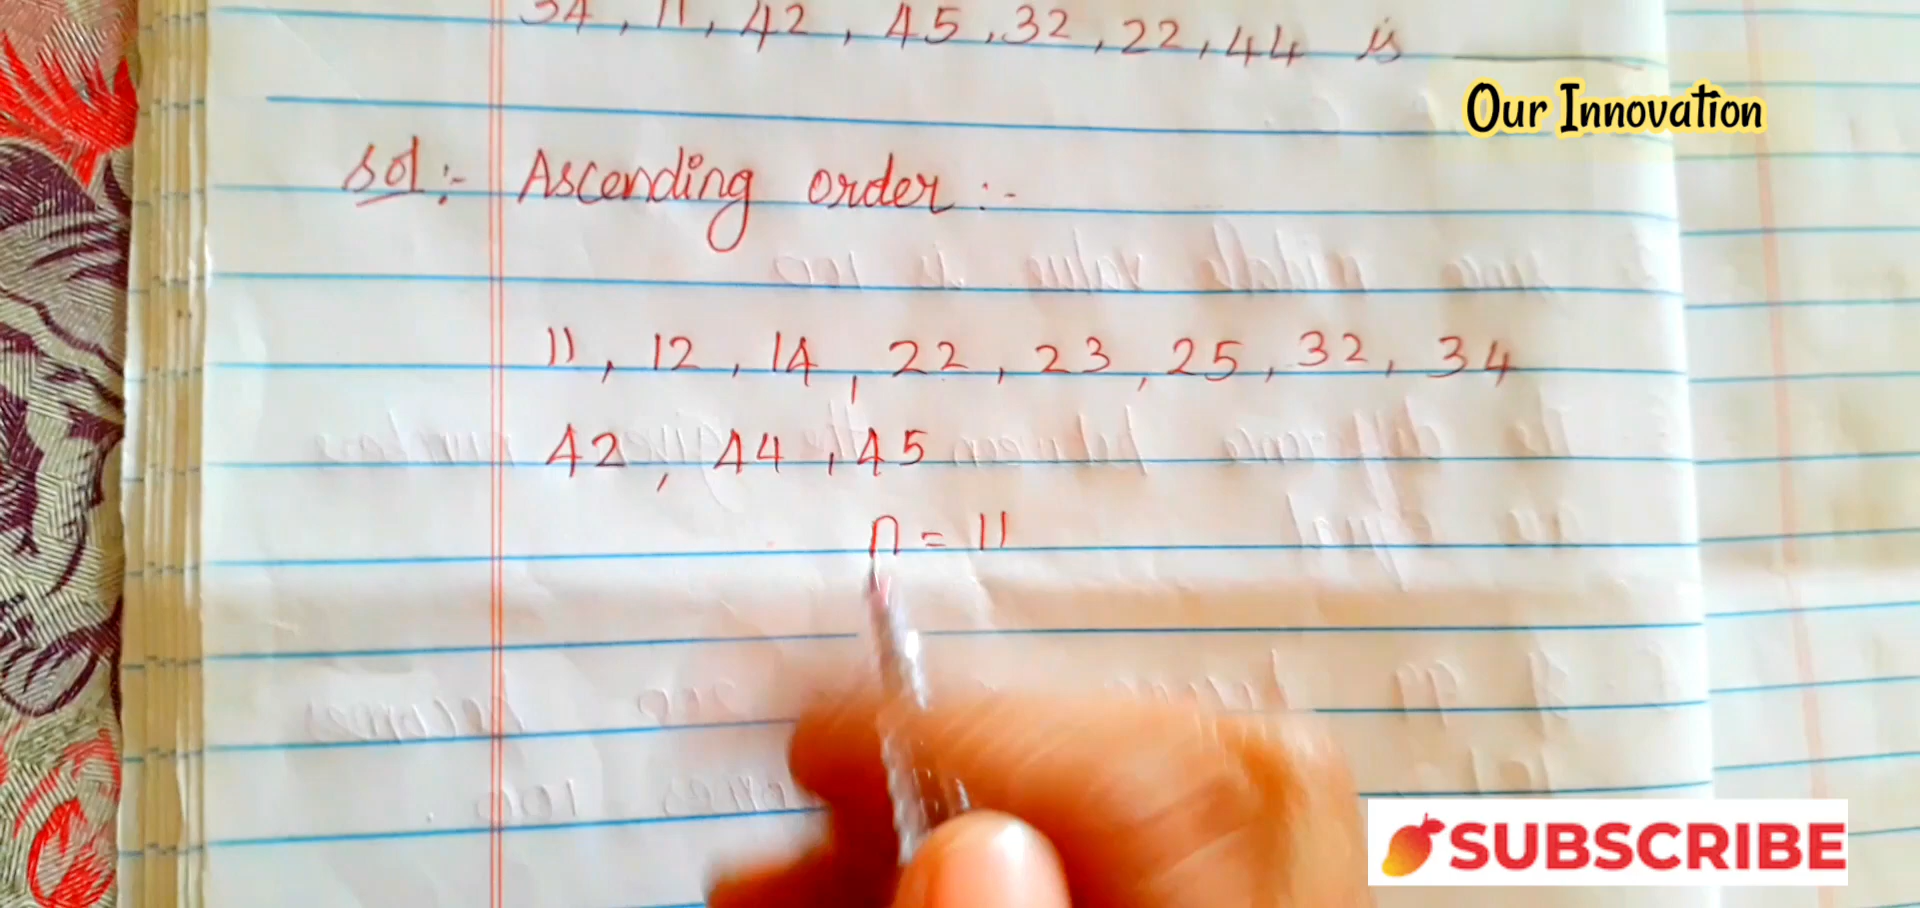 34, 11, 42, 45, 32, 22, 44 is
Our Innovation
Sol:- Ascending order:-
11, 12, 14, 22, 23, 25, 32, 34
42, 44, 45
n = 11
SUBSCRIBE